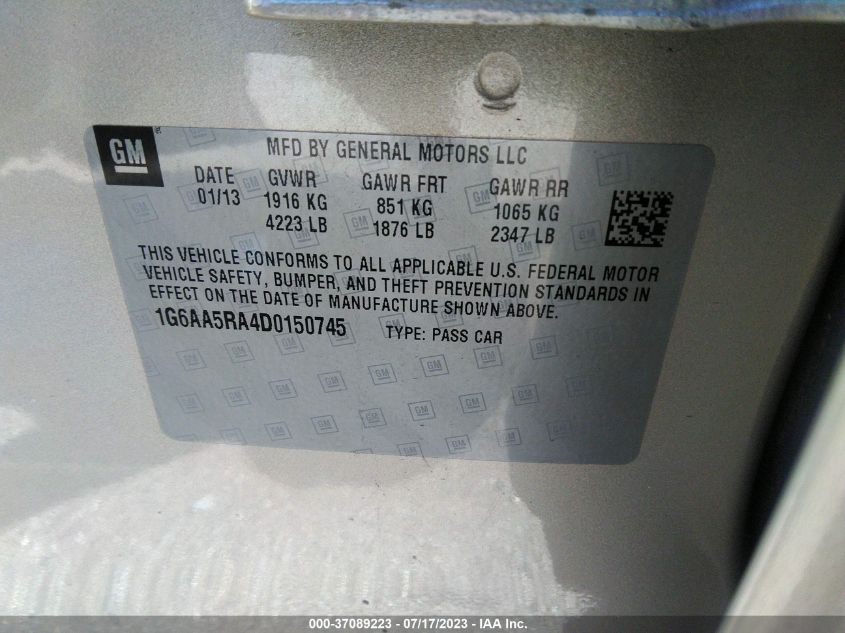 GM
MFD BY GENERAL MOTORS LLC
DATE GVWR GAWR FRT GAWR RR
01/13 1916 KG 851 KG 1065 KG
4223 LB 1876 LB 2347 LB
THIS VEHICLE CONFORMS TO ALL APPLICABLE U.S. FEDERAL MOTOR
VEHICLE SAFETY, BUMPER, AND THEFT PREVENTION STANDARDS IN
EFFECT ON THE DATE OF MANUFACTURE SHOWN ABOVE.
1G6AA5RA4D0150745 TYPE: PASS CAR
000-37089223 - 07/17/2023 - IAA Inc.